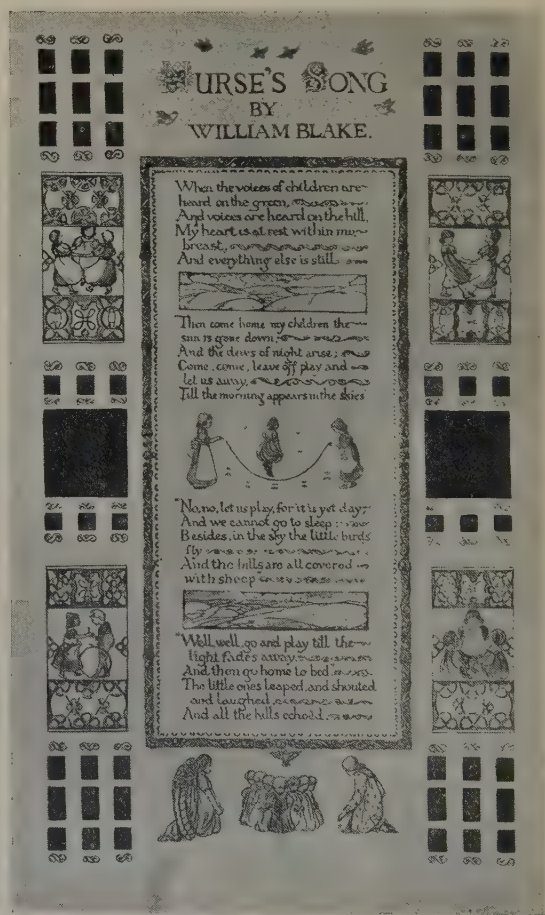 NURSE'S SONG
BY
WILLIAM BLAKE.
When the voices of children are
heard on the green,
And voices are heard on the hill,
My heart is at rest within my
breast,
And everything else is still
Then come home my children the
sun is gone down,
And the dews of night arise;
Come, come, leave off play and
let us away,
Till the morning appears in the skies
"No, no, let us play, for it is yet day;
And we cannot go to sleep:
Besides, in the sky the little birds
fly
And the hills are all covered
with sheep"
"Well, well, go and play till the
light fades away,
And then go home to bed
The little ones leaped and shouted
and laughed
And all the hills echoèd.